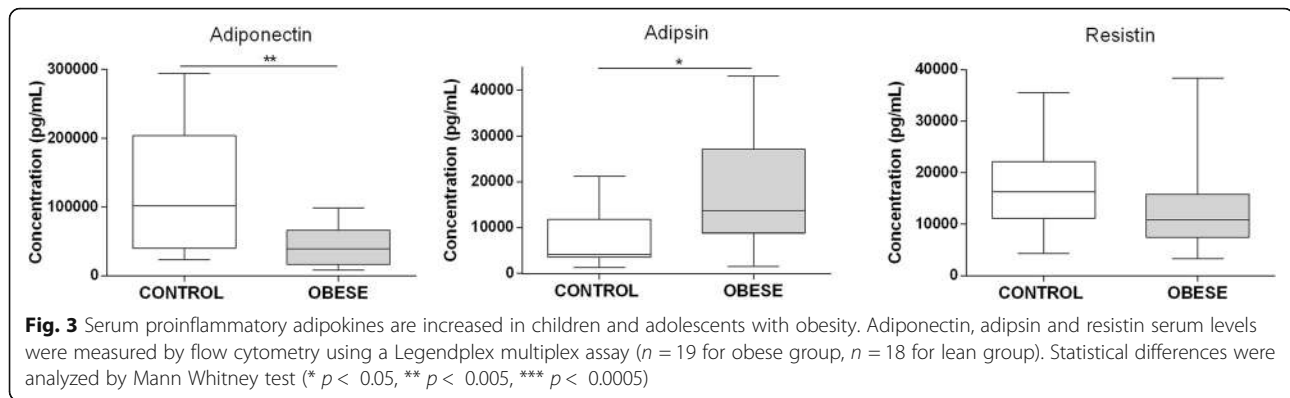 Adiponectin
Adipsin
Resistin
Concentration (pg/mL)
300000
200000
100000
0
**
CONTROL
OBESE
Concentration (pg/mL)
50000
40000
30000
20000
10000
0
*
CONTROL
OBESE
Concentration (pg/mL)
40000
30000
20000
10000
0
CONTROL
OBESE
Fig. 3 Serum proinflammatory adipokines are increased in children and adolescents with obesity. Adiponectin, adipsin and resistin serum levels
were measured by flow cytometry using a Legendplex multiplex assay (n = 19 for obese group, n = 18 for lean group). Statistical differences were
analyzed by Mann Whitney test (* p < 0.05, ** p < 0.005, *** p < 0.0005)